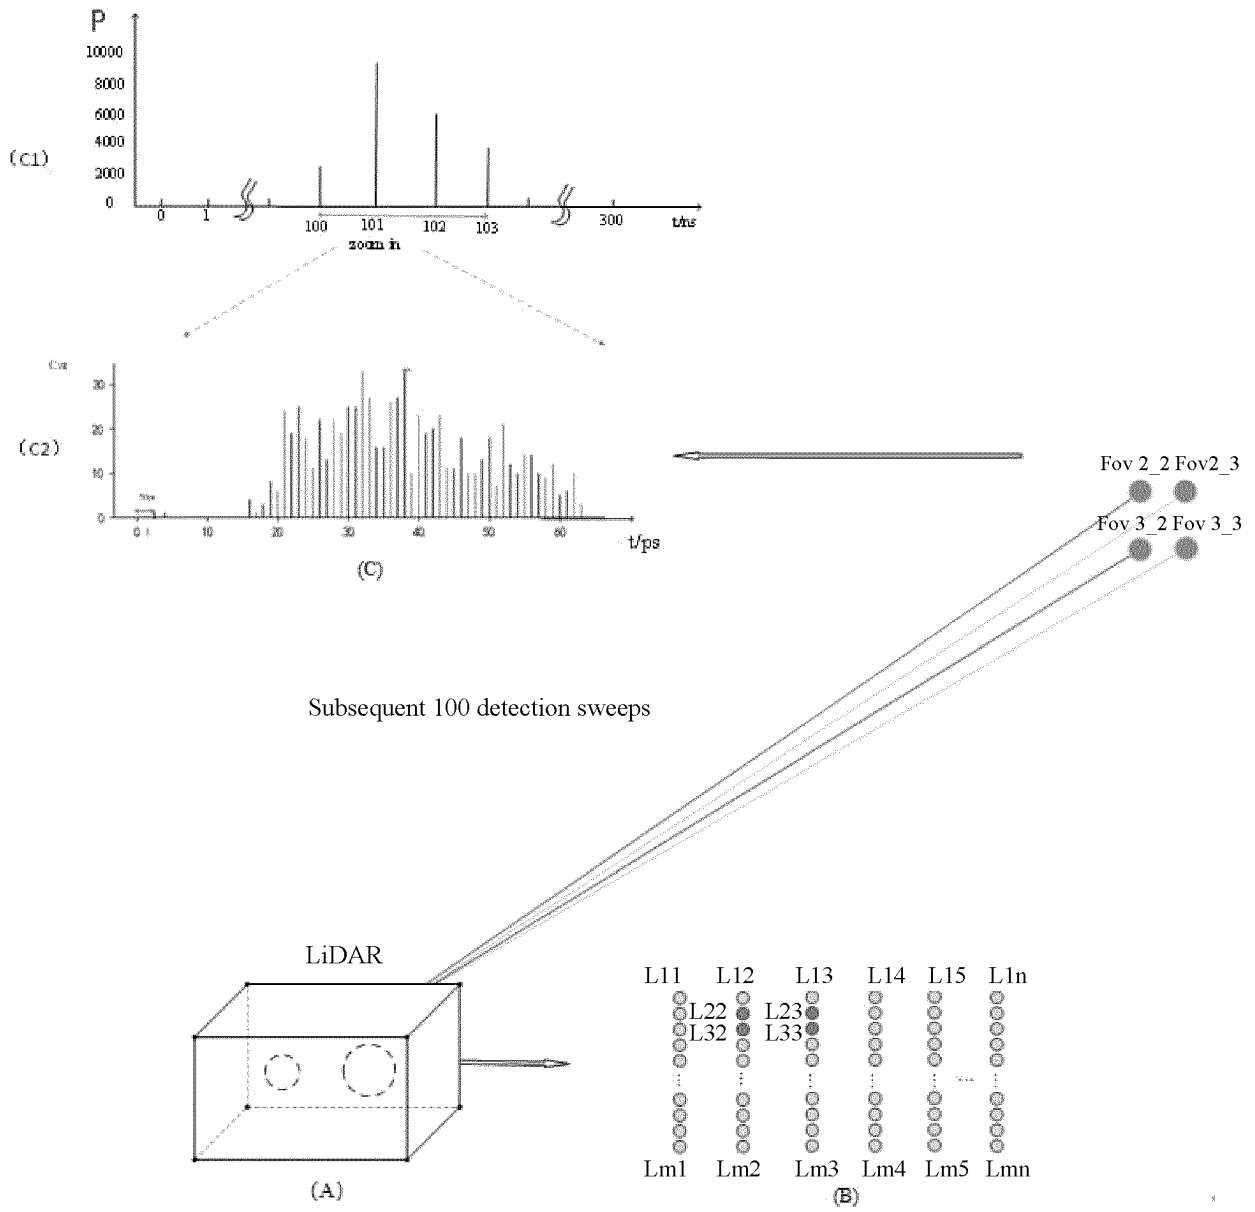 P
10000
8000
6000
4000
2000
0
(C1)
0 1 100 101 102 103 300 t/ns
zoom in
30
20
10
0
(C2)
0 1 10 20 30 40 50 60 t/ps
(C)
Fov 2_2 Fov2_3
Fov 3_2 Fov 3_3
Subsequent 100 detection sweeps
LiDAR
L11 L12 L13 L14 L15 L1n
L22 L23
L32 L33
Lm1 Lm2 Lm3 Lm4 Lm5 Lmn
(A)
(B)